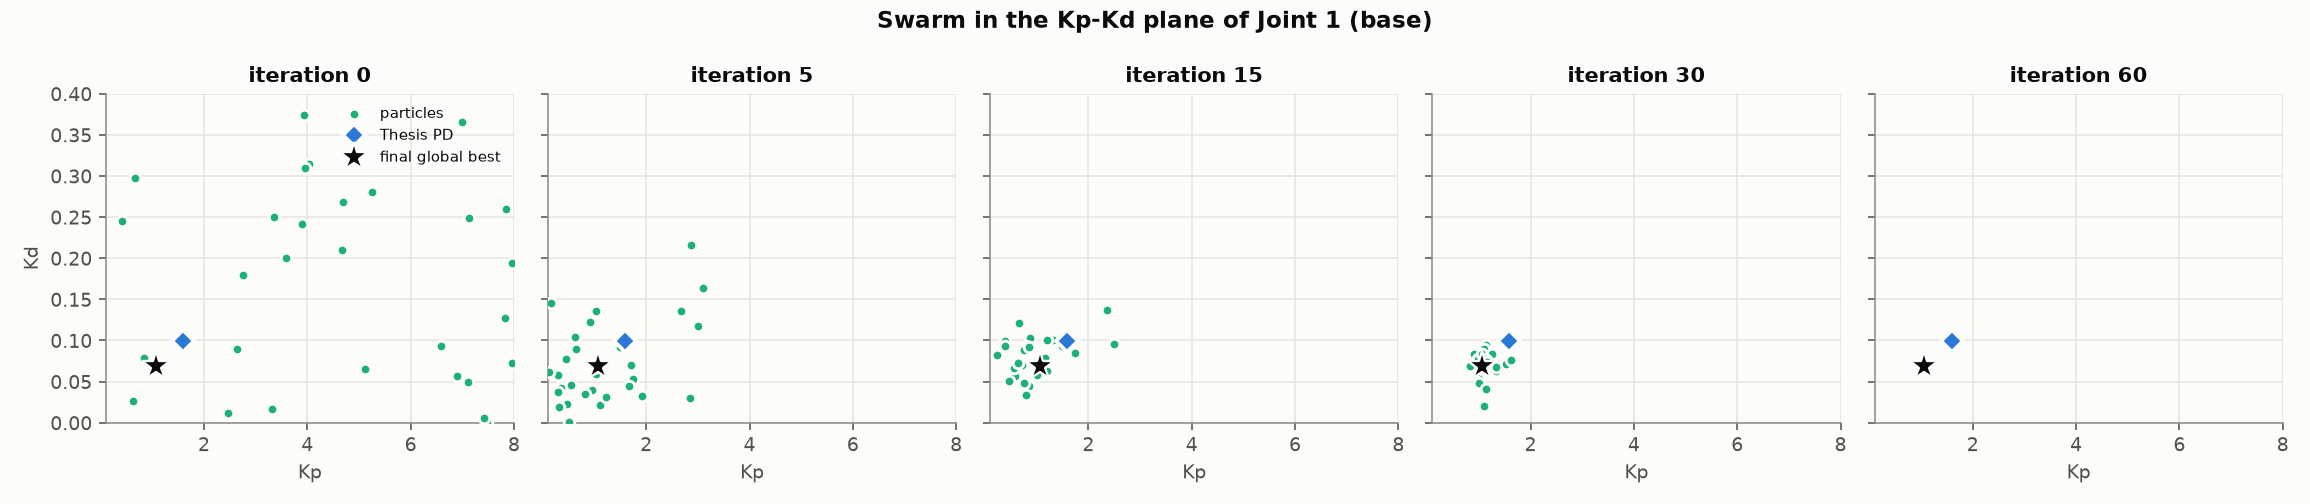 Swarm in the Kp-Kd plane of Joint 1 (base)
iteration 0
iteration 5
iteration 15
iteration 30
iteration 60
particles
Thesis PD
final global best
Kd
0.40
0.35
0.30
0.25
0.20
0.15
0.10
0.05
0.00
2 4 6 8
2 4 6 8
2 4 6 8
2 4 6 8
2 4 6 8
Kp
Kp
Kp
Kp
Kp